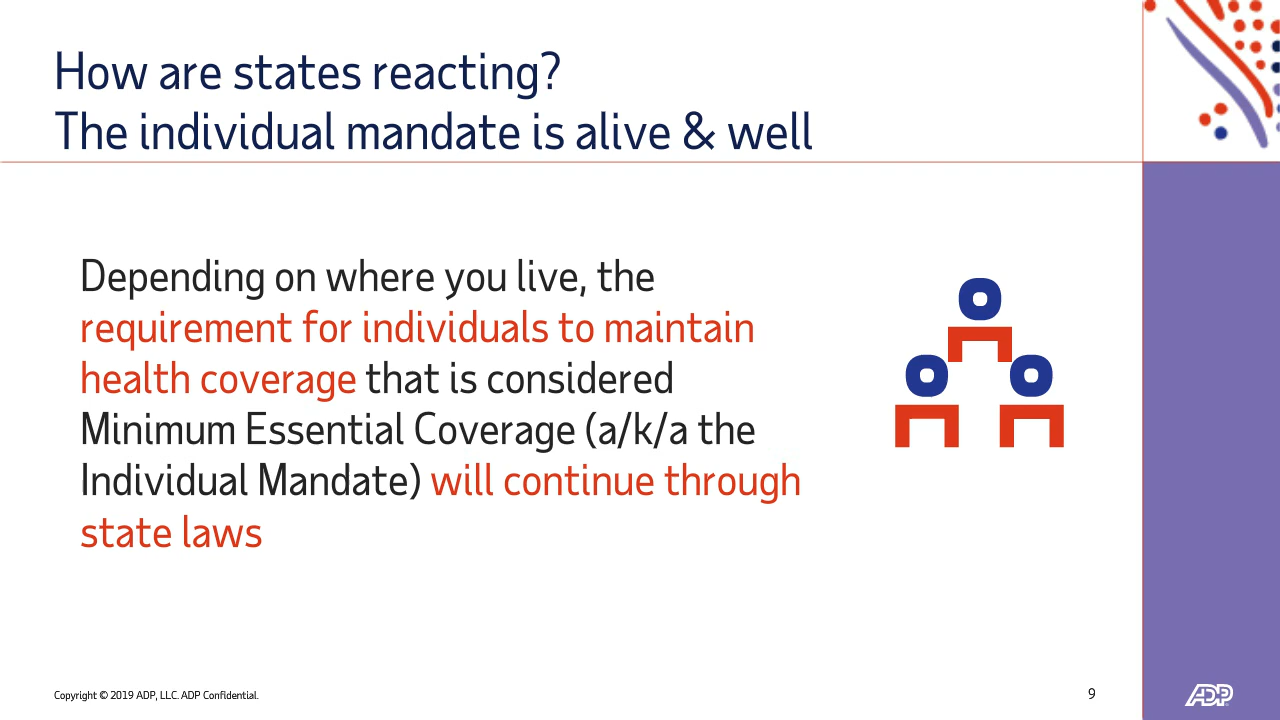 How are states reacting?
The individual mandate is alive & well
Depending on where you live, the
requirement for individuals to maintain
health coverage that is considered
Minimum Essential Coverage (a/k/a the
Individual Mandate) will continue through
state laws
Copyright © 2019 ADP, LLC. ADP Confidential.
9
ADP